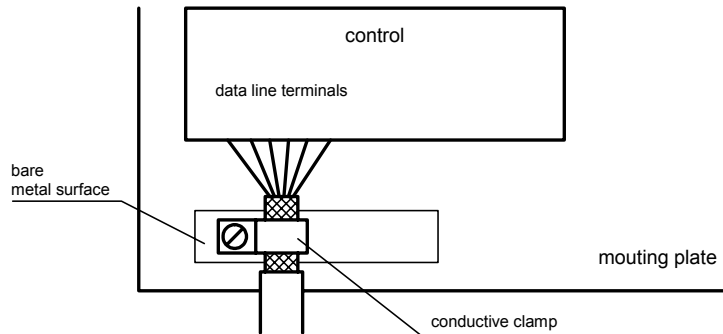 control
data line terminals
bare
metal surface
mouting plate
conductive clamp